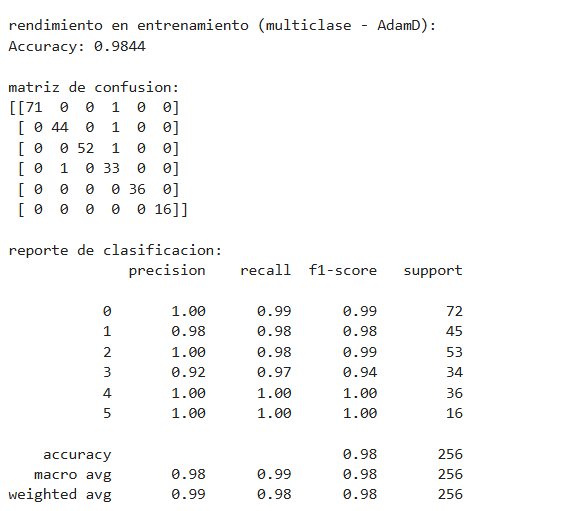 rendimiento en entrenamiento (multiclase - AdamD):
Accuracy: 0.9844
matriz de confusion:
[[71  0  0  1  0  0]
 [ 0 44  0  1  0  0]
 [ 0  0 52  1  0  0]
 [ 0  1  0 33  0  0]
 [ 0  0  0  0 36  0]
 [ 0  0  0  0  0 16]]
reporte de clasificacion:
              precision    recall  f1-score   support
           0       1.00      0.99      0.99        72
           1       0.98      0.98      0.98        45
           2       1.00      0.98      0.99        53
           3       0.92      0.97      0.94        34
           4       1.00      1.00      1.00        36
           5       1.00      1.00      1.00        16
    accuracy                           0.98       256
   macro avg       0.98      0.99      0.98       256
weighted avg       0.99      0.98      0.98       256